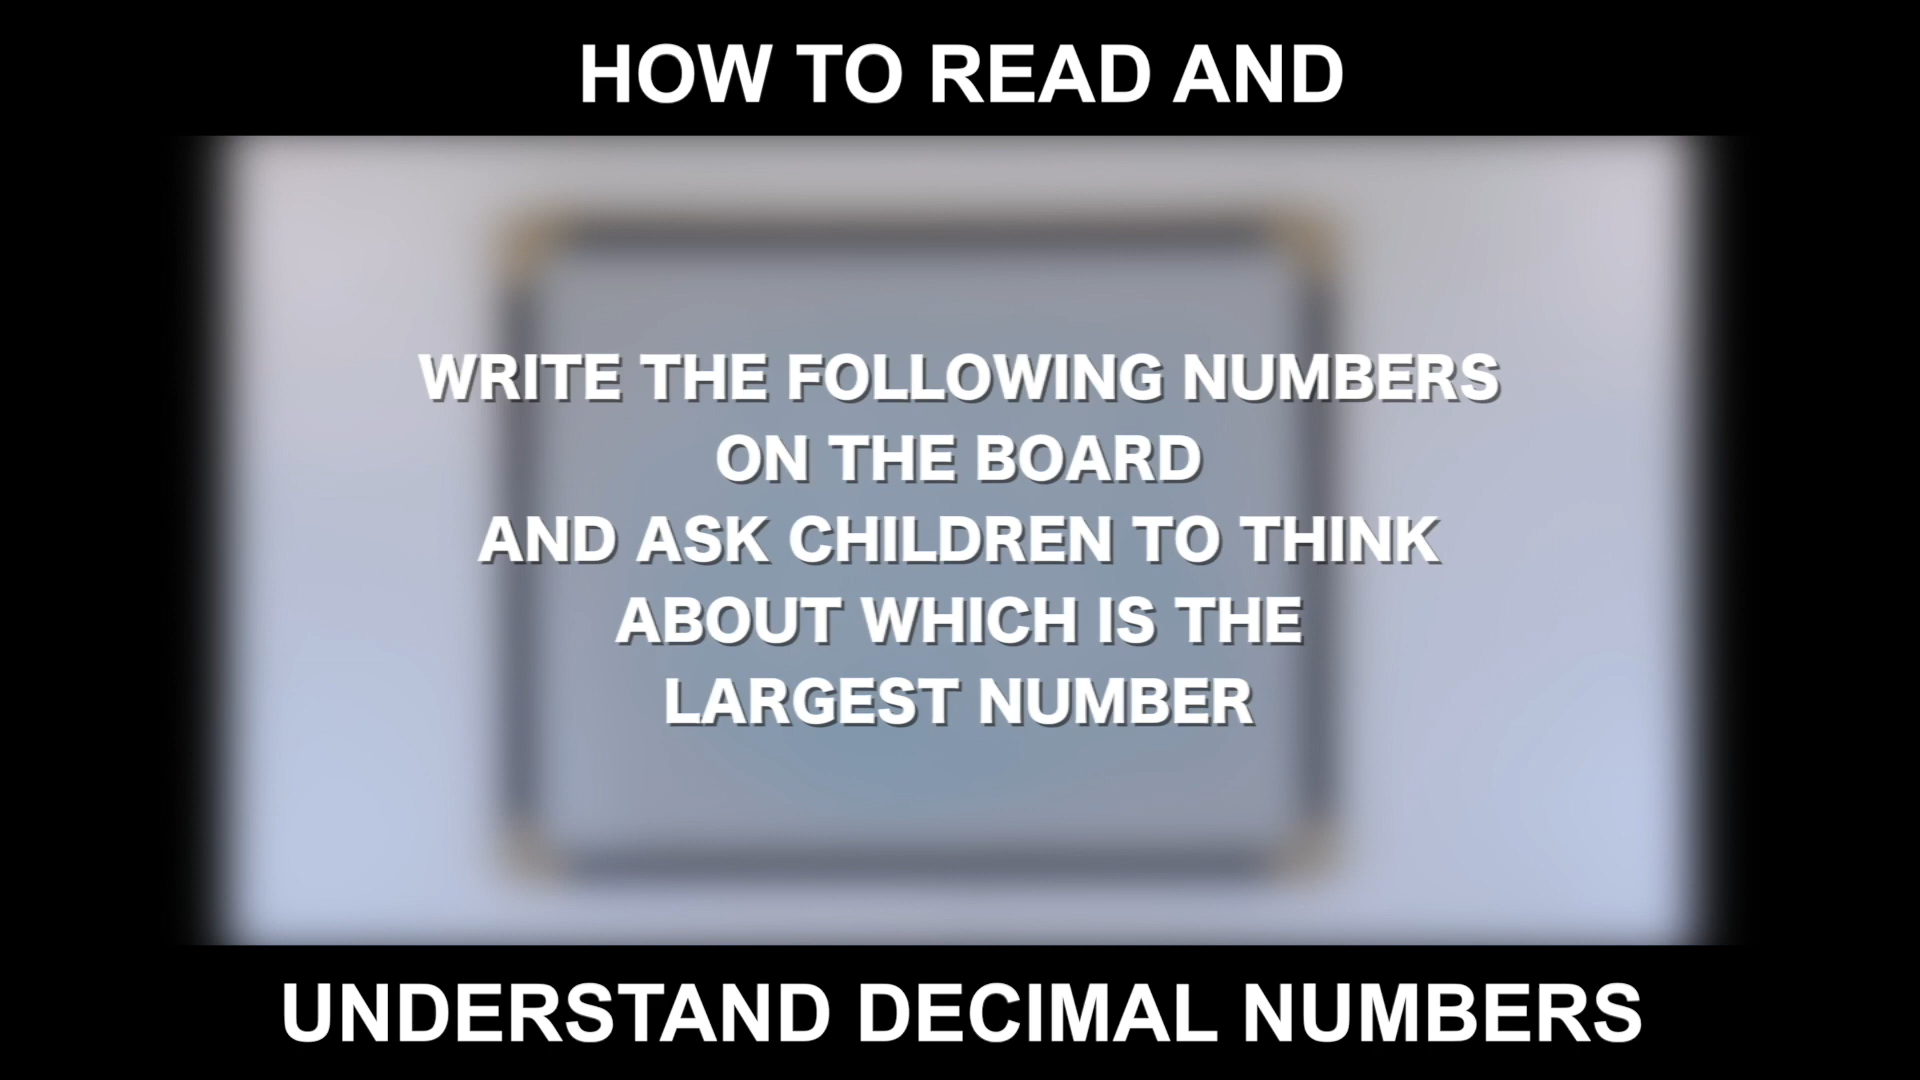 HOW TO READ AND
WRITE THE FOLLOWING NUMBERS
ON THE BOARD
AND ASK CHILDREN TO THINK
ABOUT WHICH IS THE
LARGEST NUMBER
UNDERSTAND DECIMAL NUMBERS